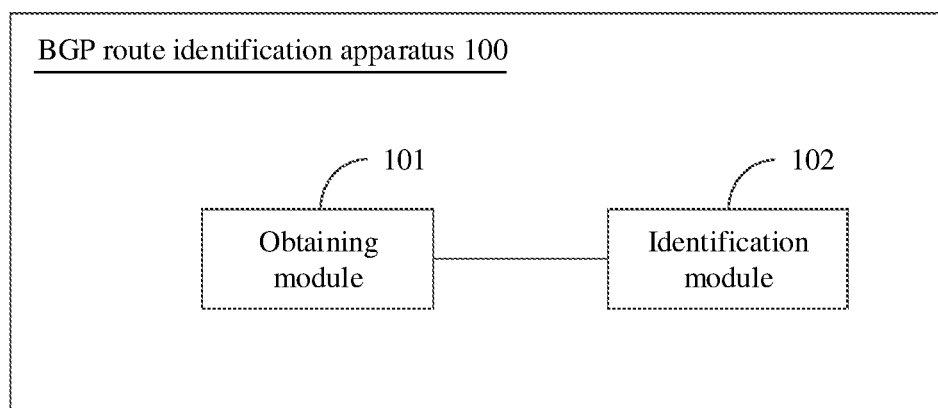 BGP route identification apparatus 100
101
102
Obtaining
module
Identification
module